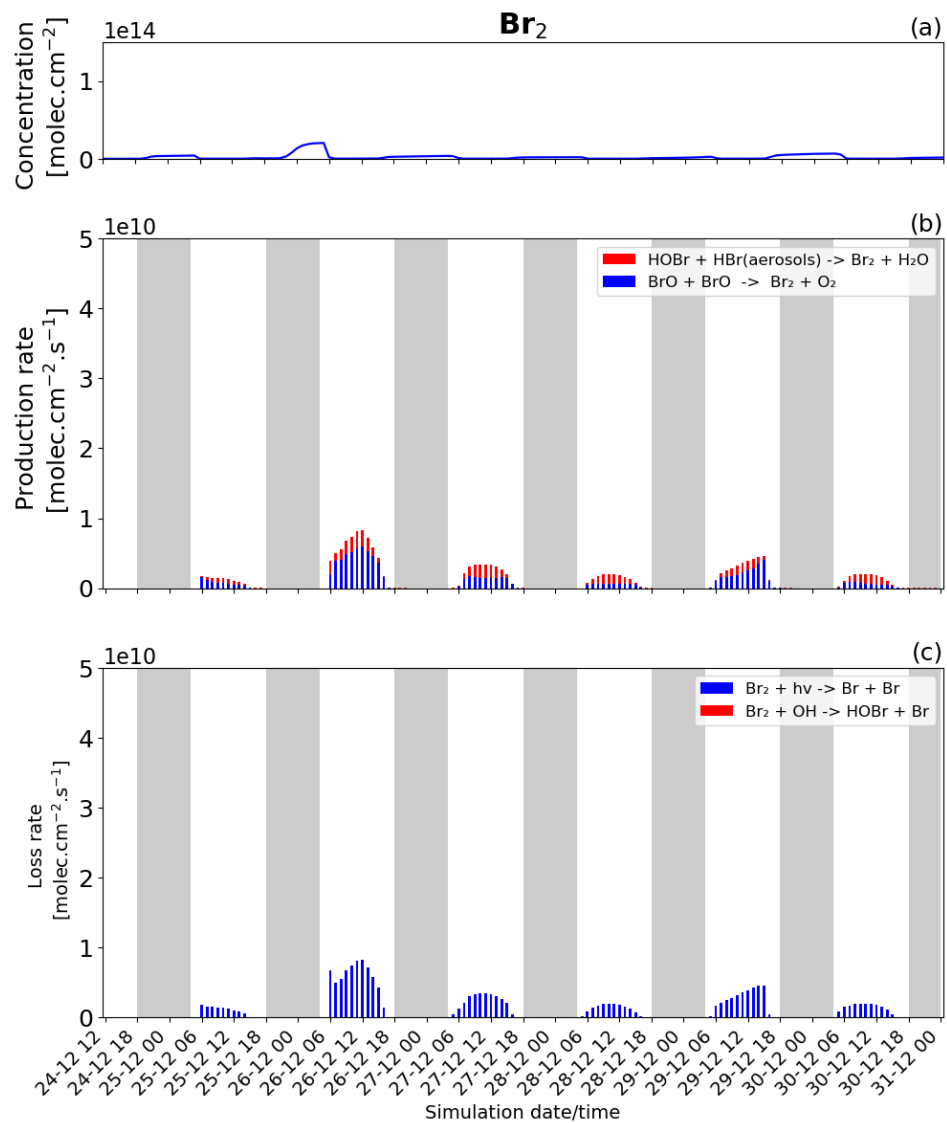 Br₂
(a)
1e14
Concentration
[molec.cm⁻²]
1
0
(b)
1e10
Production rate
[molec.cm⁻².s⁻¹]
5
4
3
2
1
0
HOBr + HBr(aerosols) -> Br₂ + H₂O
BrO + BrO -> Br₂ + O₂
(c)
1e10
Loss rate
[molec.cm⁻².s⁻¹]
5
4
3
2
1
0
Br₂ + hv -> Br + Br
Br₂ + OH -> HOBr + Br
24-12 12
24-12 18
25-12 00
25-12 06
25-12 12
25-12 18
26-12 00
26-12 06
26-12 12
26-12 18
27-12 00
27-12 06
27-12 12
27-12 18
28-12 00
28-12 06
28-12 12
28-12 18
29-12 00
29-12 06
29-12 12
29-12 18
30-12 00
30-12 06
30-12 12
30-12 18
31-12 00
Simulation date/time